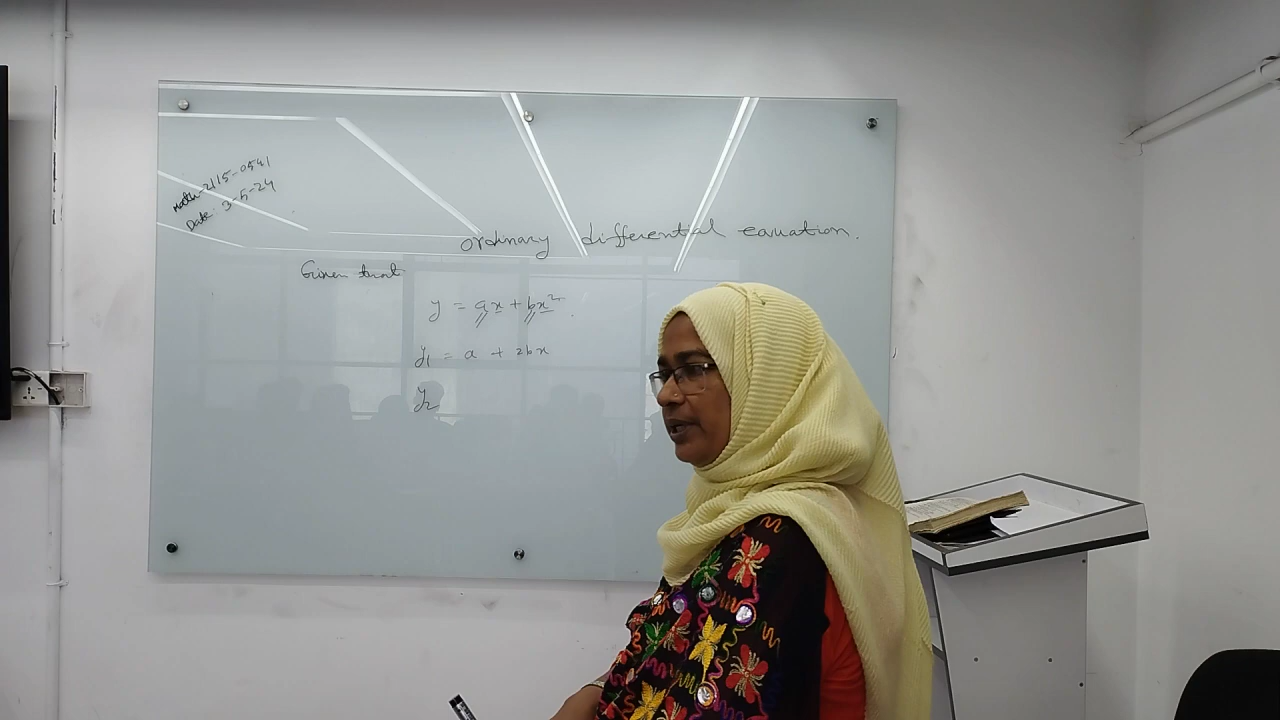 Math-2115-0541
Date: 3-5-24
ordinary differential equation.
Given that
y = ax + bx²
y₁ = a + 2bx
y₂